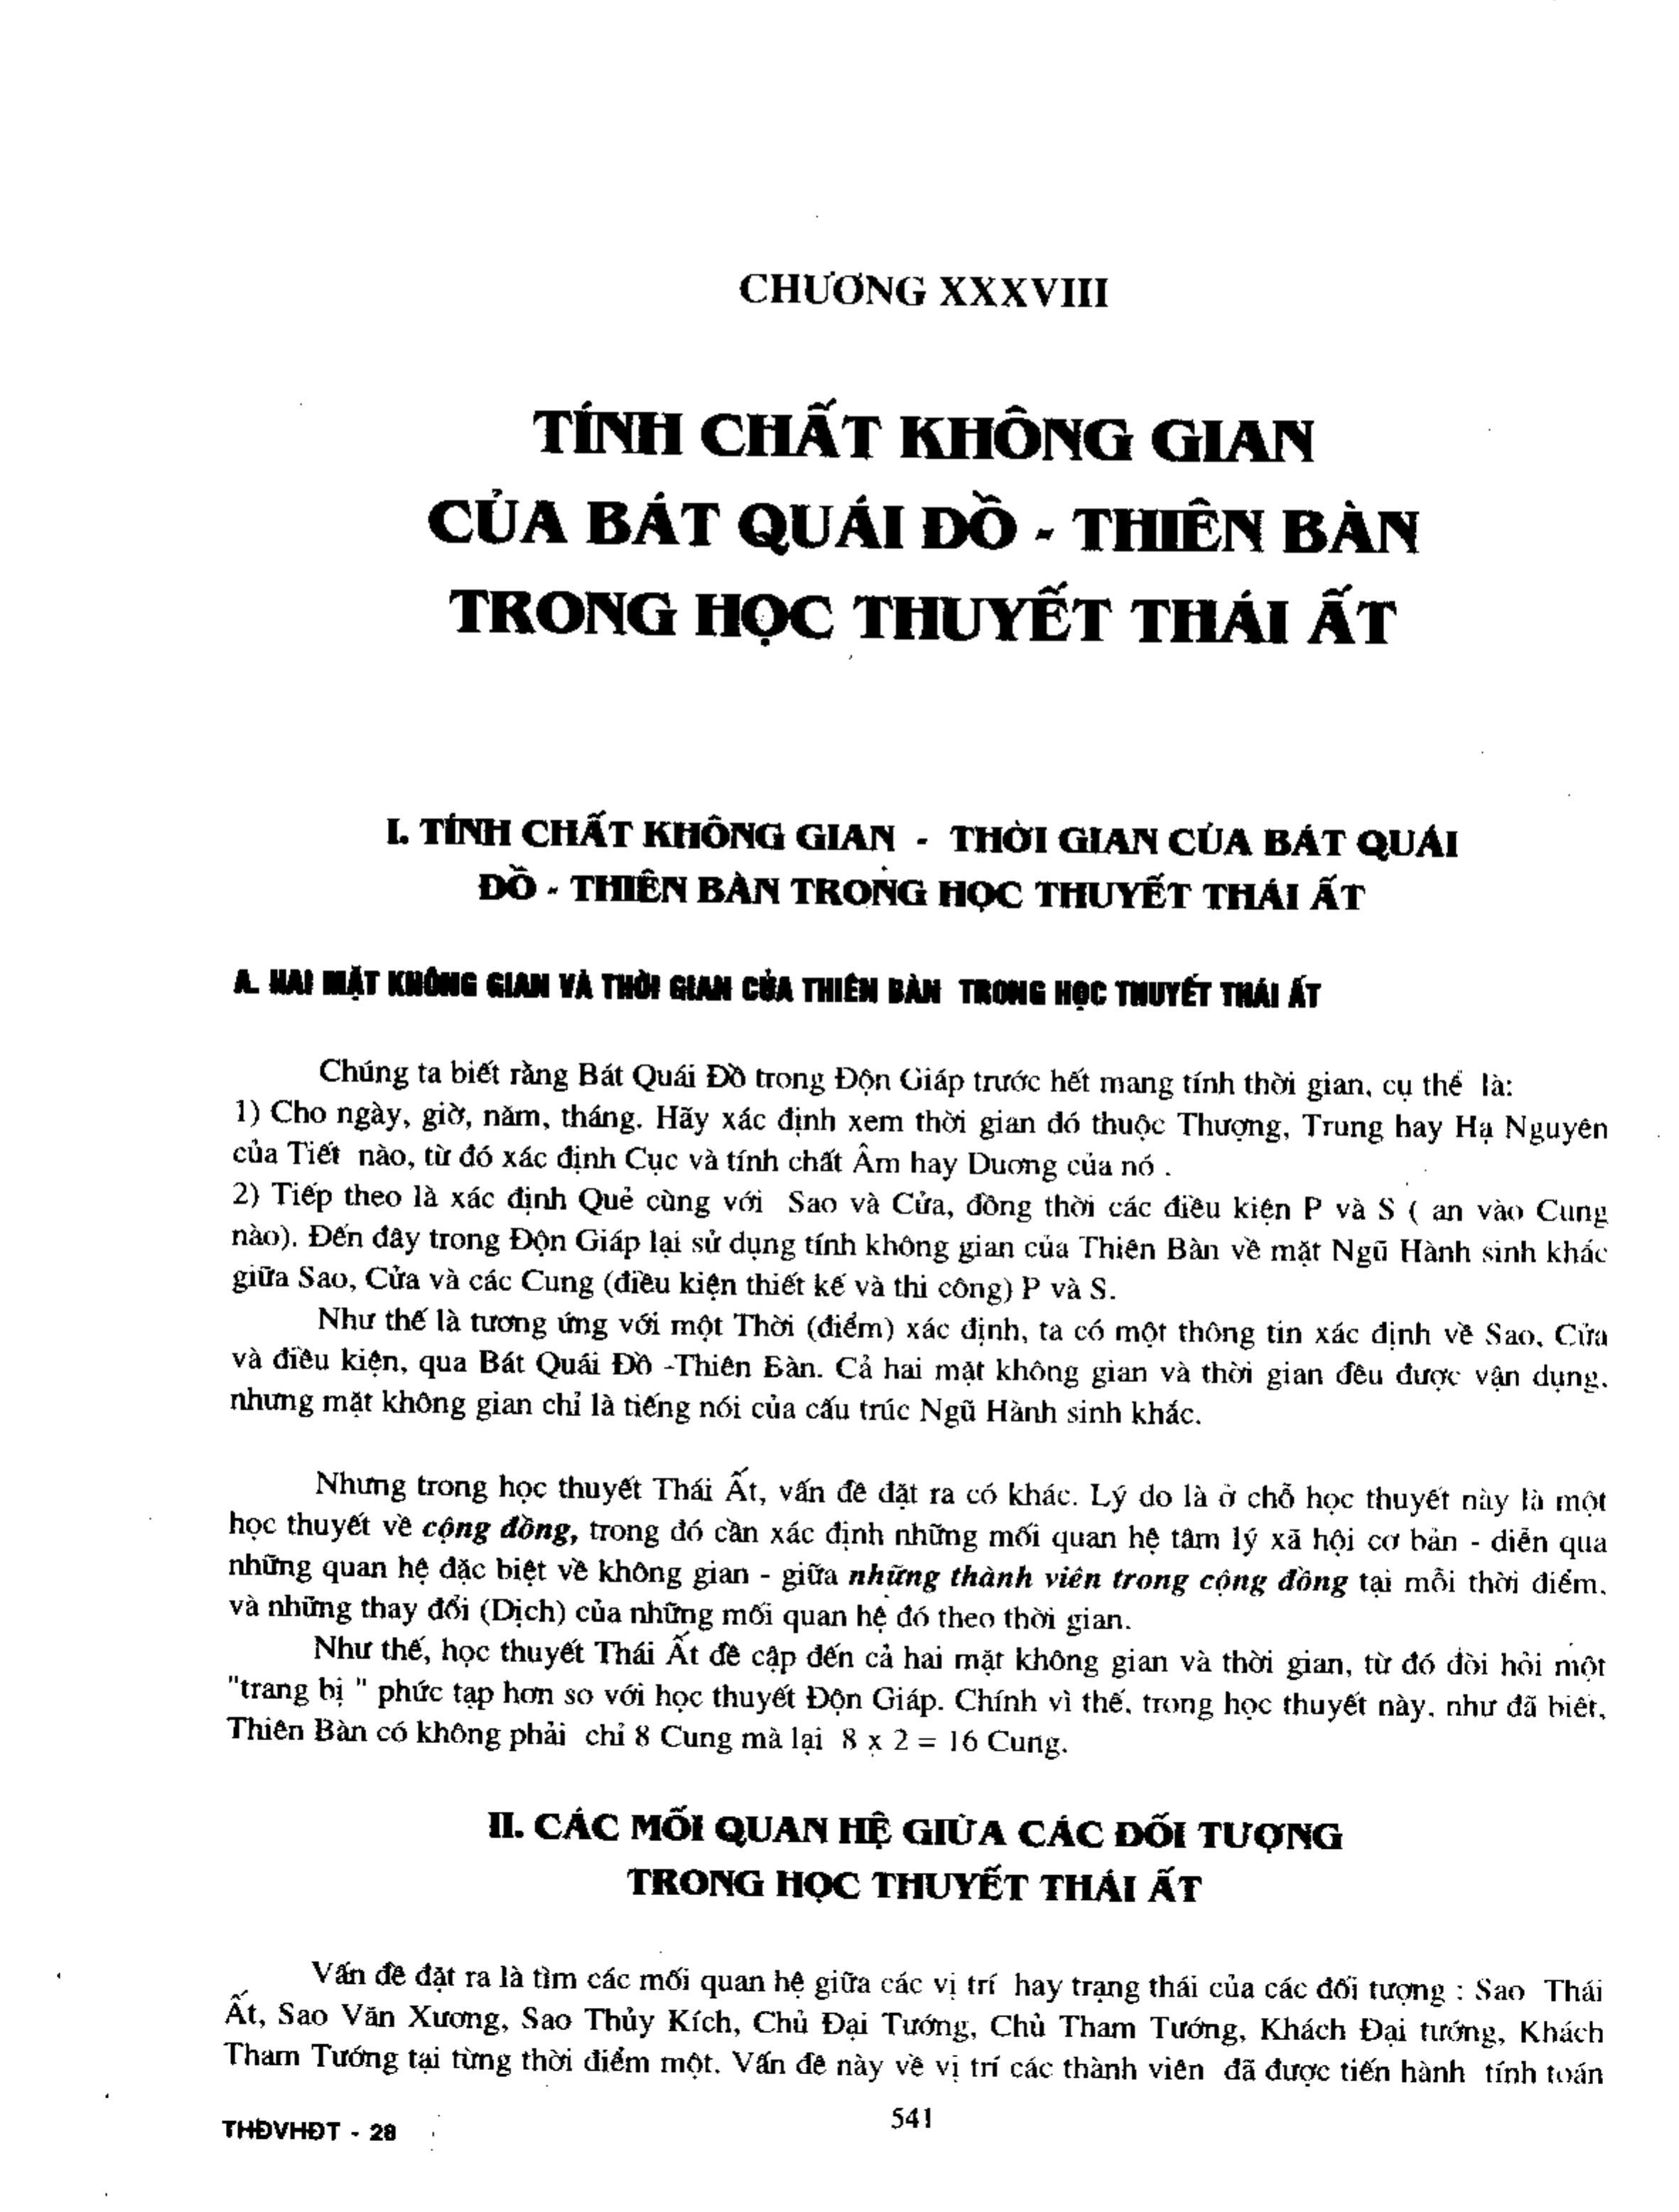 CHƯƠNG XXXVIII
TÍNH CHẤT KHÔNG GIAN
CỦA BÁT QUÁI ĐỒ - THIÊN BÀN
TRONG HỌC THUYẾT THÁI ẤT
I. TÍNH CHẤT KHÔNG GIAN - THỜI GIAN CỦA BÁT QUÁI
ĐỒ - THIÊN BÀN TRONG HỌC THUYẾT THÁI ẤT
A. HAI MẶT KHÔNG GIAN VÀ THỜI GIAN CỦA THIÊN BÀN TRONG HỌC THUYẾT THÁI ẤT
Chúng ta biết rằng Bát Quái Đồ trong Độn Giáp trước hết mang tính thời gian, cụ thể là:
1) Cho ngày, giờ, năm, tháng. Hãy xác định xem thời gian đó thuộc Thượng, Trung hay Hạ Nguyên
của Tiết nào, từ đó xác định Cục và tính chất Âm hay Dương của nó .
2) Tiếp theo là xác định Quẻ cùng với Sao và Cửa, đồng thời các điều kiện P và S ( an vào Cung
nào). Đến đây trong Độn Giáp lại sử dụng tính không gian của Thiên Bàn về mặt Ngũ Hành sinh khắc
giữa Sao, Cửa và các Cung (điều kiện thiết kế và thi công) P và S.
Như thế là tương ứng với một Thời (điểm) xác định, ta có một thông tin xác định về Sao, Cửa
và điều kiện, qua Bát Quái Đồ -Thiên Bàn. Cả hai mặt không gian và thời gian đều được vận dụng,
nhưng mặt không gian chỉ là tiếng nói của cấu trúc Ngũ Hành sinh khắc.
Nhưng trong học thuyết Thái Ất, vấn đề đặt ra có khác. Lý do là ở chỗ học thuyết này là một
học thuyết về cộng đồng, trong đó cần xác định những mối quan hệ tâm lý xã hội cơ bản - diễn qua
những quan hệ đặc biệt về không gian - giữa những thành viên trong cộng đồng tại mỗi thời điểm,
và những thay đổi (Dịch) của những mối quan hệ đó theo thời gian.
Như thế, học thuyết Thái Ất đề cập đến cả hai mặt không gian và thời gian, từ đó đòi hỏi một
"trang bị " phức tạp hơn so với học thuyết Độn Giáp. Chính vì thế, trong học thuyết này, như đã biết,
Thiên Bàn có không phải chỉ 8 Cung mà lại 8 x 2 = 16 Cung.
II. CÁC MỐI QUAN HỆ GIỮA CÁC ĐỐI TƯỢNG
TRONG HỌC THUYẾT THÁI ẤT
Vấn đề đặt ra là tìm các mối quan hệ giữa các vị trí hay trạng thái của các đối tượng : Sao Thái
Ất, Sao Văn Xương, Sao Thủy Kích, Chủ Đại Tướng, Chủ Tham Tướng, Khách Đại tướng, Khách
Tham Tướng tại từng thời điểm một. Vấn đề này về vị trí các thành viên đã được tiến hành tính toán
THĐVHĐT - 28
541